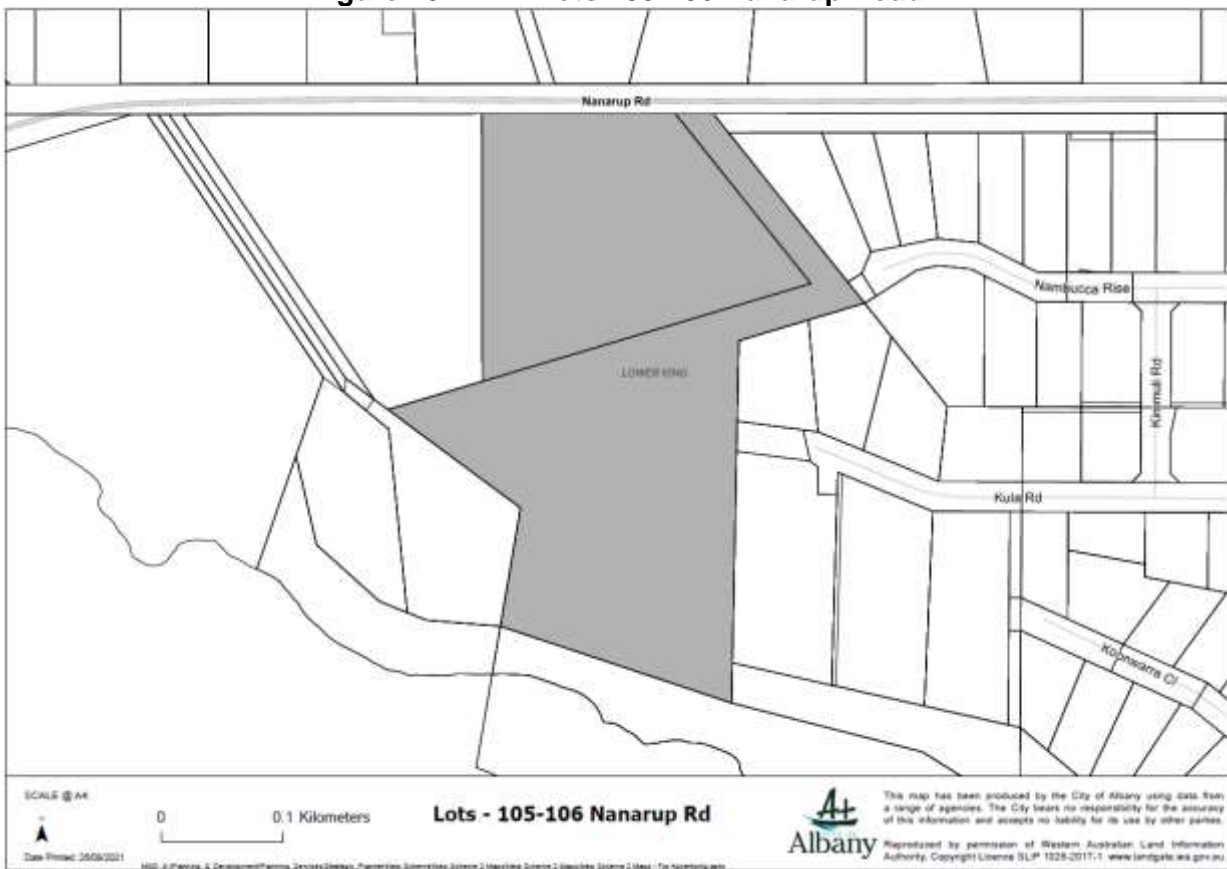 Nanarup Rd
Nambucca Rise
LOWER KING
Kula Rd
SCALE @ A4
0 0.1 Kilometers
Lots - 105-106 Nanarup Rd
Albany
This map has been produced by the City of Albany using data from
a range of agencies. The City bears no responsibility for the accuracy
of this information and accepts no liability for its use by other parties.
Reproduced by permission of Western Australian Land Information
Authority, Copyright Licence SLIP 1028-2017-1 www.landgate.wa.gov.au